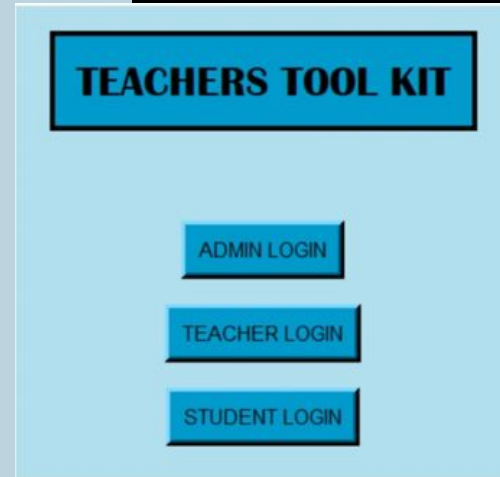 TEACHERS TOOL KIT
ADMIN LOGIN
TEACHER LOGIN
STUDENT LOGIN